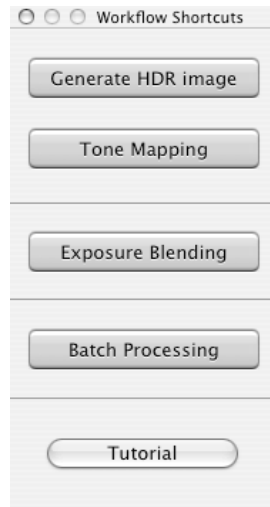 Workflow Shortcuts
Generate HDR image
Tone Mapping
Exposure Blending
Batch Processing
Tutorial